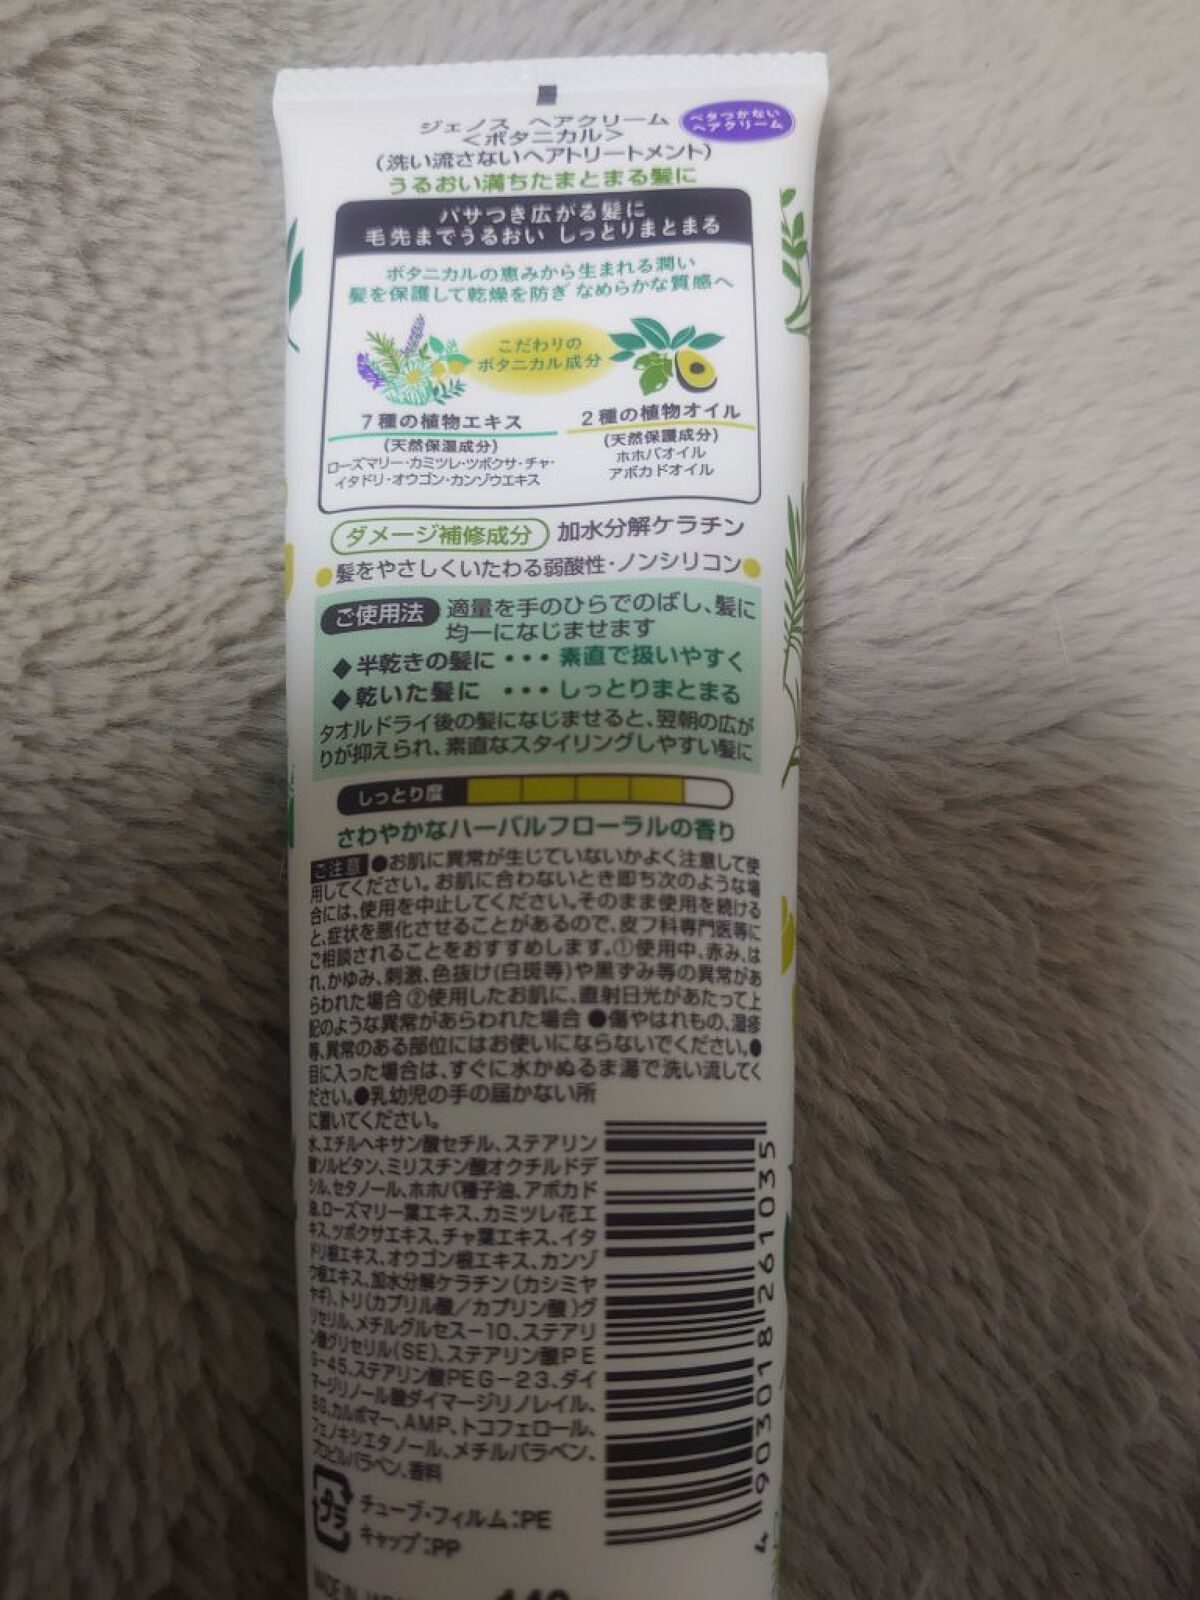 ジェノス ヘアクリーム
<ボタニカル>
ベタつかない
ヘアクリーム
(洗い流さないヘアトリートメント)
うるおい満ちたまとまる髪に
パサつき広がる髪に
毛先までうるおい しっとりまとまる
ボタニカルの恵みから生まれる潤い
髪を保護して乾燥を防ぎ なめらかな質感へ
こだわりの
ボタニカル成分
7種の植物エキス
(天然保湿成分)
ローズマリー・カミツレ・ツボクサ・チャ・
イタドリ・オウゴン・カンゾウエキス
2種の植物オイル
(天然保護成分)
ホホバオイル
アボカドオイル
ダメージ補修成分 加水分解ケラチン
●髪をやさしくいたわる弱酸性・ノンシリコン●
ご使用法 適量を手のひらでのばし、髪に
均一になじませます
◆半乾きの髪に・・・素直で扱いやすく
◆乾いた髪に ・・・しっとりまとまる
タオルドライ後の髪になじませると、翌朝の広が
りが抑えられ、素直なスタイリングしやすい髪に
しっとり度
さわやかなハーバルフローラルの香り
ご注意 ●お肌に異常が生じていないかよく注意して使
用してください。お肌に合わないとき即ち次のような場
合には、使用を中止してください。そのまま使用を続ける
と、症状を悪化させることがあるので、皮フ科専門医等に
ご相談されることをおすすめします。①使用中、赤み、は
れ、かゆみ、刺激、色抜け(白斑等)や黒ずみ等の異常があ
らわれた場合 ②使用したお肌に、直射日光があたって上
記のような異常があらわれた場合 ●傷やはれもの、湿疹
等、異常のある部位にはお使いにならないでください。●
目に入った場合は、すぐに水かぬるま湯で洗い流してく
ださい。●乳幼児の手の届かない所
に置いてください。
水、エチルヘキサン酸セチル、ステアリン
酸ソルビタン、ミリスチン酸オクチルドデ
シル、セタノール、ホホバ種子油、アボカド
油、ローズマリー葉エキス、カミツレ花エ
キス、ツボクサエキス、チャ葉エキス、イタ
ドリ根エキス、オウゴン根エキス、カンゾ
ウ根エキス、加水分解ケラチン(カシミヤ
ヤギ)、トリ(カプリル酸/カプリン酸)グ
リセリル、メチルグルセス-10、ステアリ
ン酸グリセリル(SE)、ステアリン酸PE
G-45、ステアリン酸PEG-23、ダイ
マージリノール酸ダイマージリノレイル、
BG、カルボマー、AMP、トコフェロール、
フェノキシエタノール、メチルパラベン、
プロピルパラベン、香料
4 903018 261035
プラ
チューブ・フィルム:PE
キャップ:PP
MADE IN